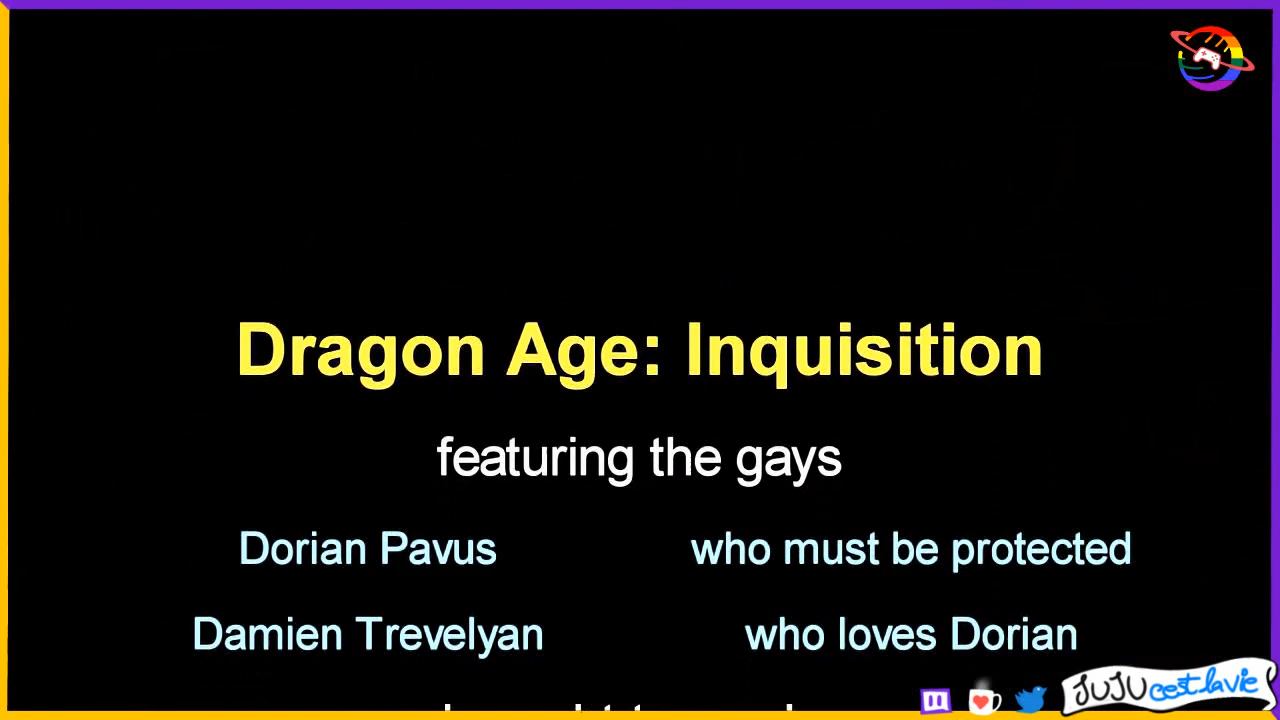 Dragon Age: Inquisition
featuring the gays
Dorian Pavus who must be protected
Damien Trevelyan who loves Dorian
JUJU cest la vie